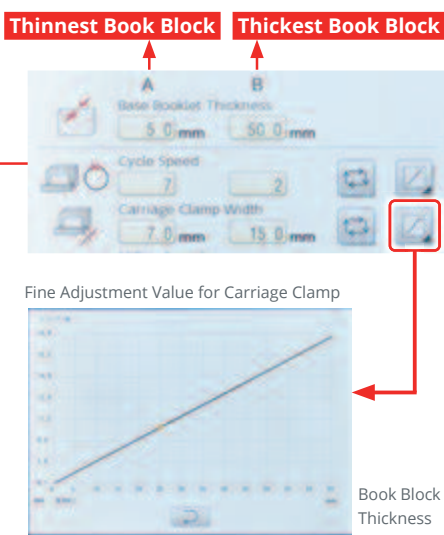 Thinnest Book Block Thickest Book Block
A B
Base Booklet Thickness
5.0 mm 50.0 mm
Cycle Speed
7 2
Carriage Clamp Width
7.0 mm 15.0 mm
Fine Adjustment Value for Carriage Clamp
Book Block
Thickness